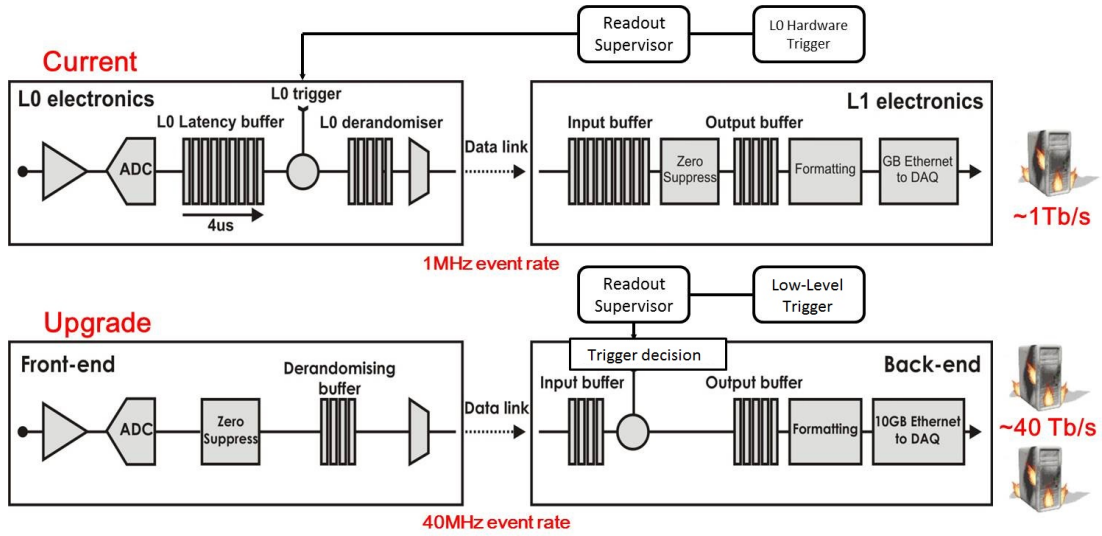 Readout
Supervisor
L0 Hardware
Trigger
Current
L0 electronics
L0 trigger
L1 electronics
L0 Latency buffer
L0 derandomiser
Input buffer
Output buffer
ADC
Data link
Zero
Suppress
Formatting
GB Ethernet
to DAQ
4us
~1Tb/s
1MHz event rate
Readout
Supervisor
Low-Level
Trigger
Upgrade
Front-end
Trigger decision
Back-end
Derandomising
buffer
Input buffer
Output buffer
ADC
Zero
Suppress
Data link
Formatting
10GB Ethernet
to DAQ
~40 Tb/s
40MHz event rate